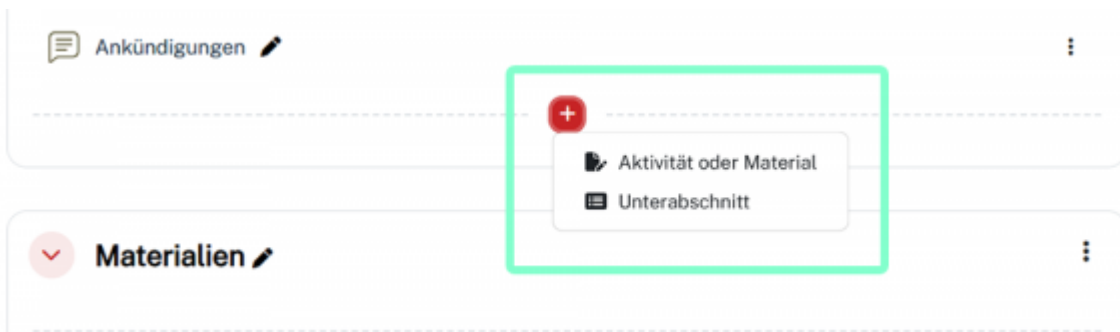 Ankündigungen
Aktivität oder Material
Unterabschnitt
Materialien